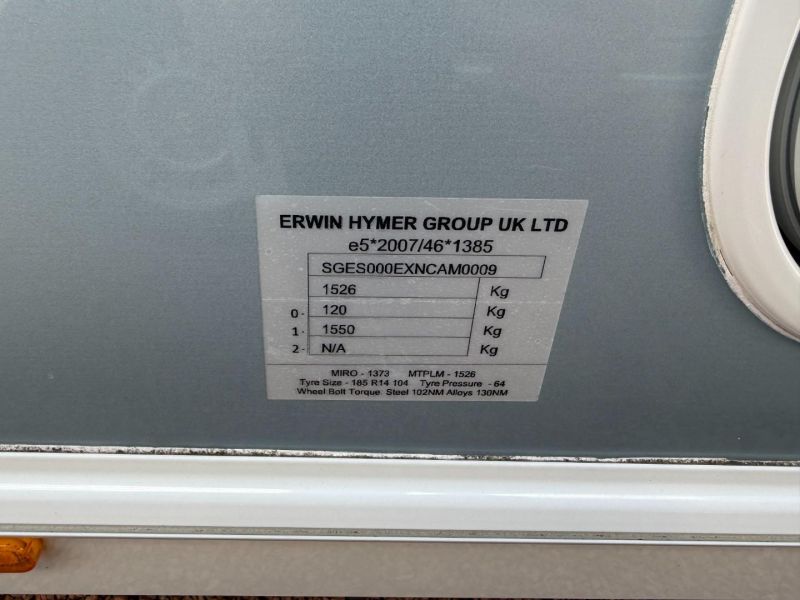 ERWIN HYMER GROUP UK LTD
e5*2007/46*1385
SGES000EXNCAM0009
1526 Kg
0- 120 Kg
1- 1550 Kg
2- N/A Kg
MIRO - 1373 MTPLM - 1526
Tyre Size - 185 R14 104 Tyre Pressure - 64
Wheel Bolt Torque Steel 102NM Alloys 130NM